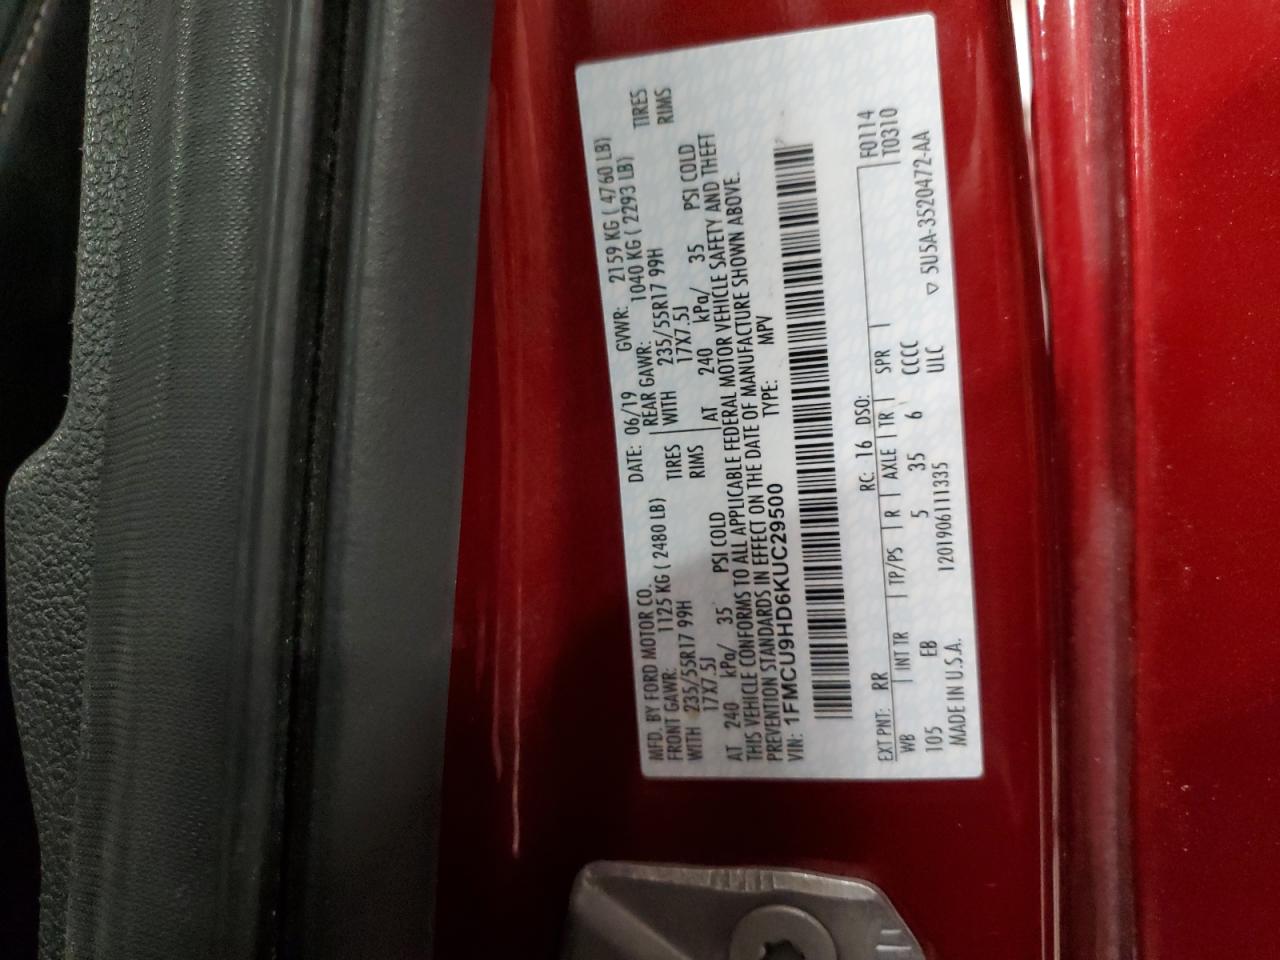 MFD. BY FORD MOTOR CO.
DATE: 06/19 GVWR: 2159 KG ( 4760 LB)
FRONT GAWR: 1125 KG ( 2480 LB) REAR GAWR: 1040 KG ( 2293 LB)
WITH 235/55R17 99H TIRES WITH 235/55R17 99H TIRES
17X7.5J RIMS 17X7.5J RIMS
AT 240 kPa/ 35 PSI COLD AT 240 kPa/ 35 PSI COLD
THIS VEHICLE CONFORMS TO ALL APPLICABLE FEDERAL MOTOR VEHICLE SAFETY AND THEFT
PREVENTION STANDARDS IN EFFECT ON THE DATE OF MANUFACTURE SHOWN ABOVE.
VIN: 1FMCU9HD6KUC29500 TYPE: MPV
F0114
T0310
EXT PNT: RR RC: 16 DSO:
WB INT TR TP/PS R AXLE TR SPR
105 EB 5 35 6 CCCC
MADE IN U.S.A. 1201906111335 ULC ▽ 5U5A-3520472-AA